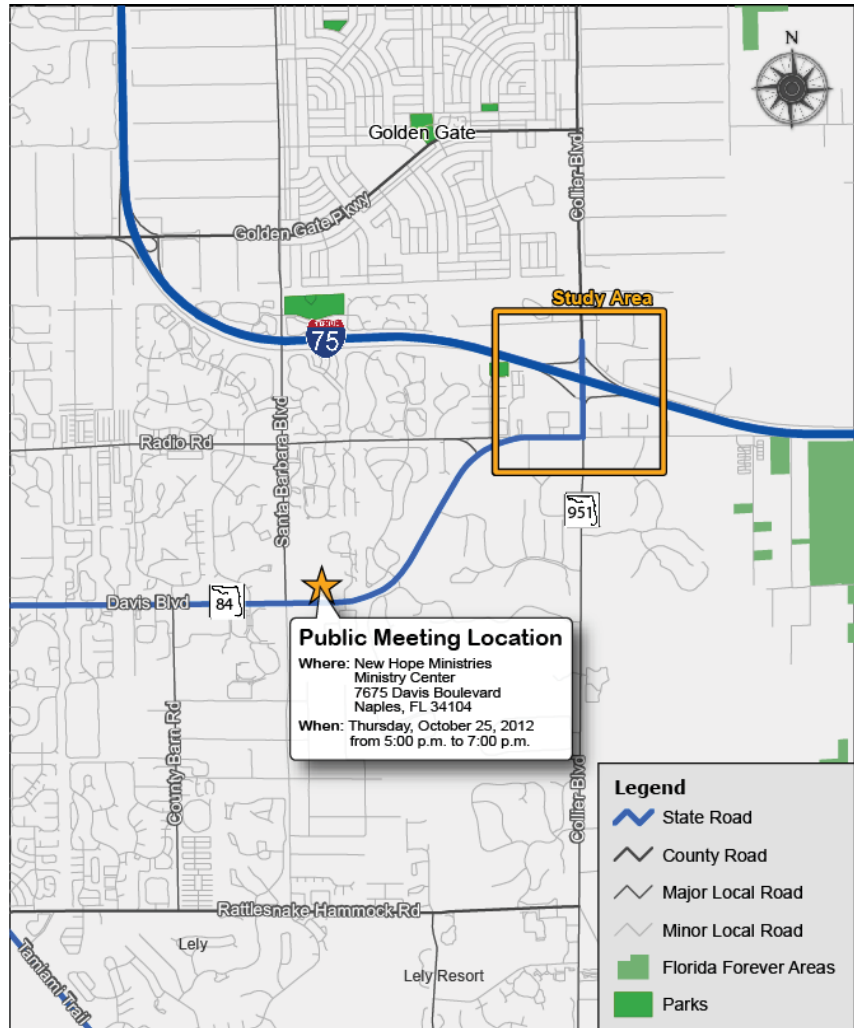 N
Golden Gate
Collier Blvd
Golden Gate Pkwy
Study Area
75
Santa Barbara Blvd
Radio Rd
951
Davis Blvd
84
Public Meeting Location
Where: New Hope Ministries
Ministry Center
7675 Davis Boulevard
Naples, FL 34104
When: Thursday, October 25, 2012
from 5:00 p.m. to 7:00 p.m.
County Barn Rd
Collier Blvd
Legend
State Road
County Road
Major Local Road
Minor Local Road
Florida Forever Areas
Parks
Rattlesnake Hammock Rd
Lely
Lely Resort
Tamiami Trail